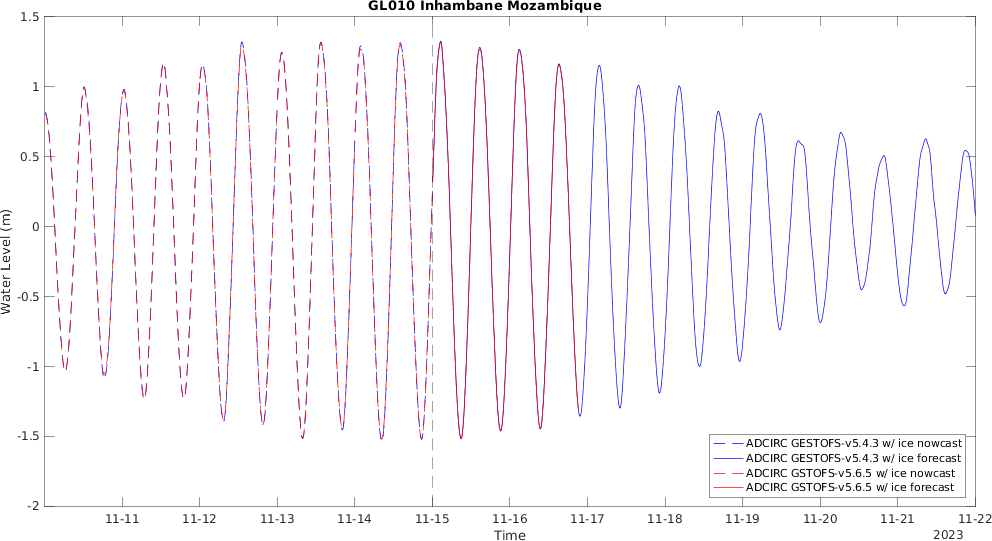 GL010 Inhambane Mozambique
1.5
1
0.5
0
-0.5
-1
-1.5
-2
Water Level (m)
ADCIRC GESTOFS-v5.4.3 w/ ice nowcast
ADCIRC GESTOFS-v5.4.3 w/ ice forecast
ADCIRC GSTOFS-v5.6.5 w/ ice nowcast
ADCIRC GSTOFS-v5.6.5 w/ ice forecast
11-11 11-12 11-13 11-14 11-15 11-16 11-17 11-18 11-19 11-20 11-21 11-22
Time
2023